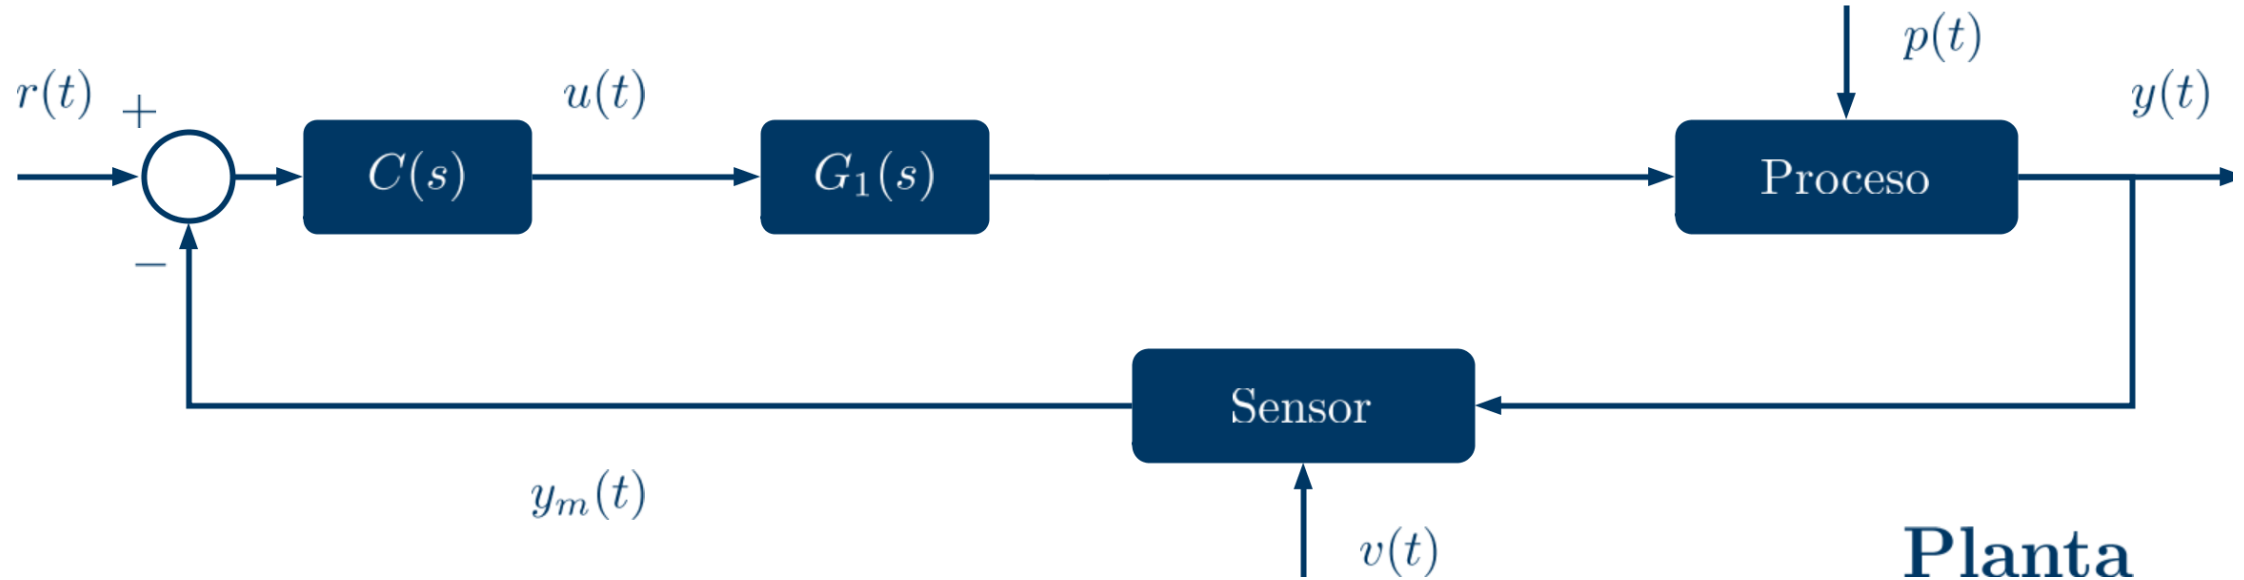 r(t)
+
−
C(s)
u(t)
G₁(s)
p(t)
Proceso
y(t)
Sensor
yₘ(t)
v(t)
Planta